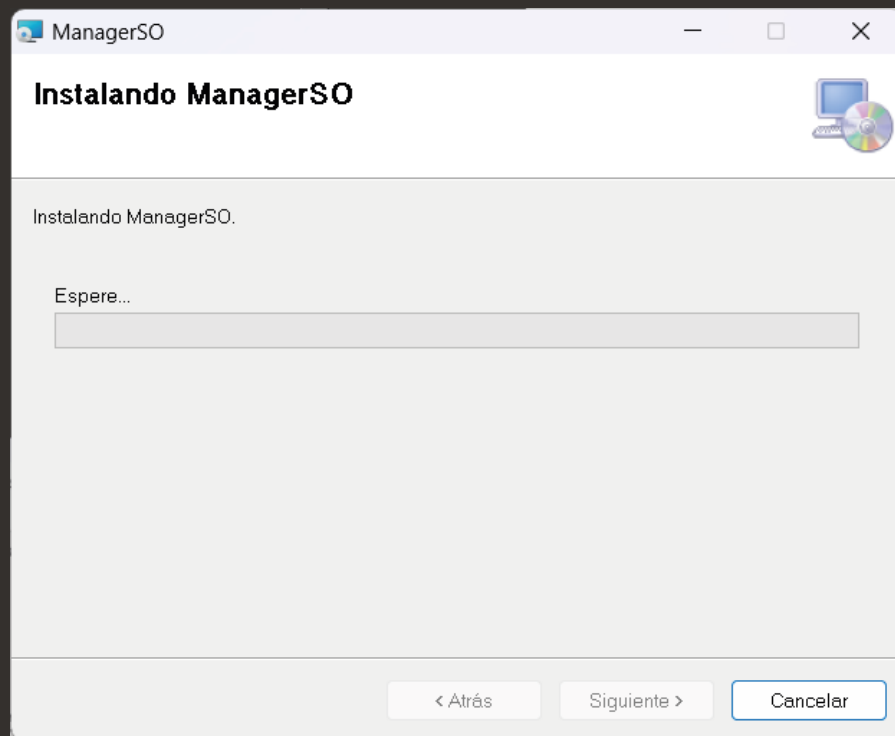 ManagerSO
Instalando ManagerSO
Instalando ManagerSO.
Espere...
< Atrás
Siguiente >
Cancelar